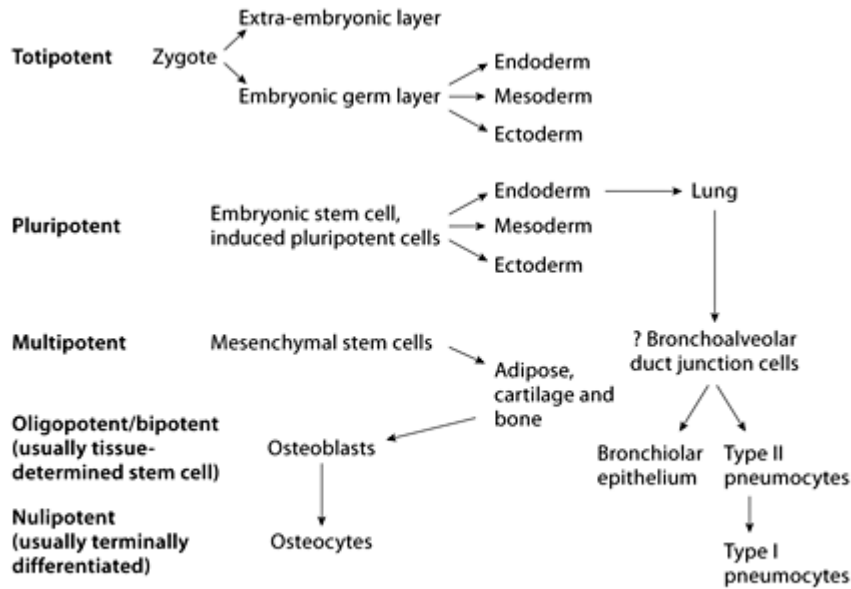 Extra-embryonic layer
Totipotent Zygote
Endoderm
Embryonic germ layer Mesoderm
Ectoderm
Endoderm Lung
Embryonic stem cell,
Pluripotent induced pluripotent cells Mesoderm
Ectoderm
Multipotent Mesenchymal stem cells
? Bronchoalveolar
duct junction cells
Adipose,
cartilage and
bone
Oligopotent/bipotent
(usually tissue-
determined stem cell)
Osteoblasts
Bronchiolar
epithelium
Type II
pneumocytes
Nulipotent
(usually terminally
differentiated)
Osteocytes
Type I
pneumocytes